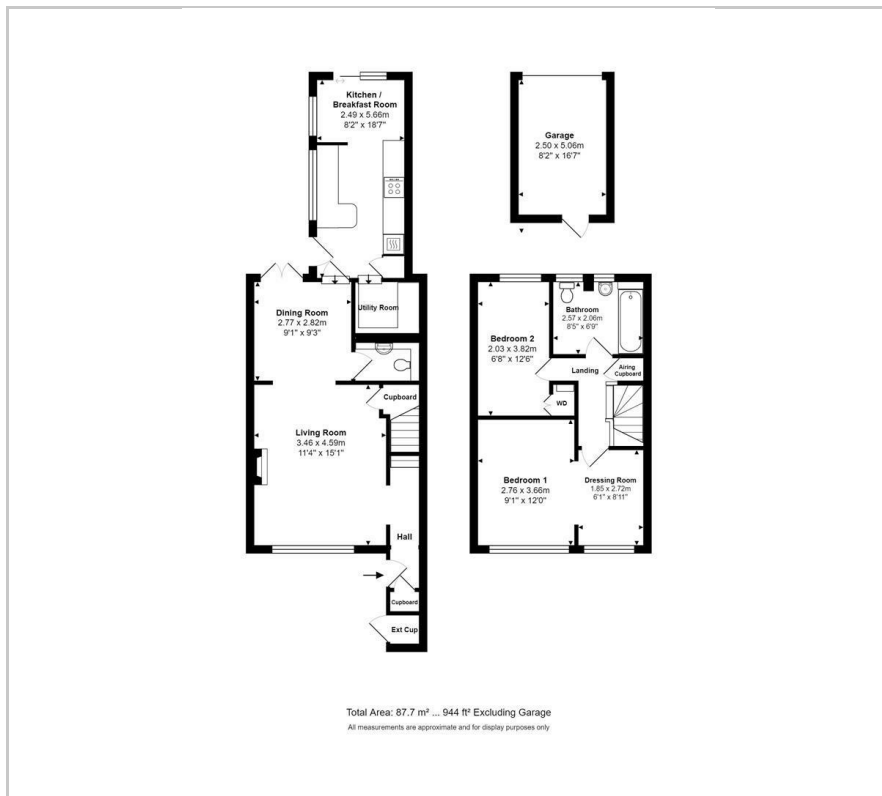 Kitchen /
Breakfast Room
2.49 x 5.66m
8'2" x 18'7"
Garage
2.50 x 5.06m
8'2" x 16'7"
Dining Room
2.77 x 2.82m
9'1" x 9'3"
Utility Room
Cupboard
Living Room
3.46 x 4.59m
11'4" x 15'1"
Hall
Cupboard
Ext Cup
Bathroom
2.57 x 2.06m
8'5" x 6'9"
Bedroom 2
2.03 x 3.82m
6'8" x 12'6"
Landing
Airing
Cupboard
WD
Bedroom 1
2.76 x 3.66m
9'1" x 12'0"
Dressing Room
1.85 x 2.72m
6'1" x 8'11"
Total Area: 87.7 m² ... 944 ft² Excluding Garage
All measurements are approximate and for display purposes only